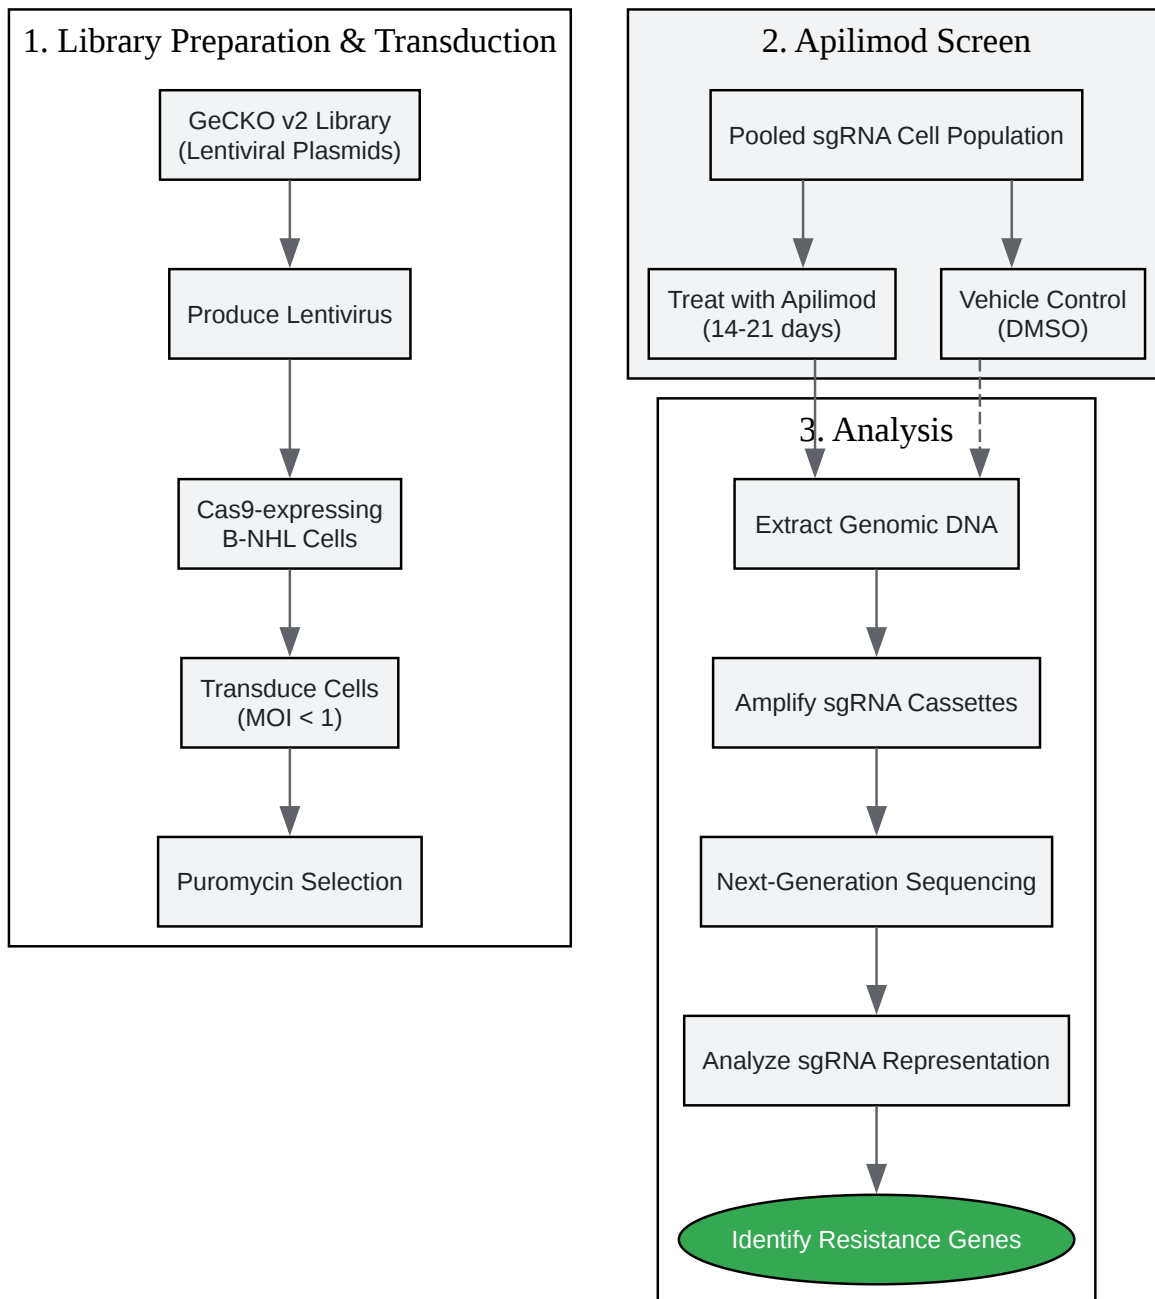 1. Library Preparation & Transduction
GeCKO v2 Library
(Lentiviral Plasmids)
Produce Lentivirus
Cas9-expressing
B-NHL Cells
Transduce Cells
(MOI < 1)
Puromycin Selection
2. Apilimod Screen
Pooled sgRNA Cell Population
Treat with Apilimod
(14-21 days)
Vehicle Control
(DMSO)
3. Analysis
Extract Genomic DNA
Amplify sgRNA Cassettes
Next-Generation Sequencing
Analyze sgRNA Representation
Identify Resistance Genes